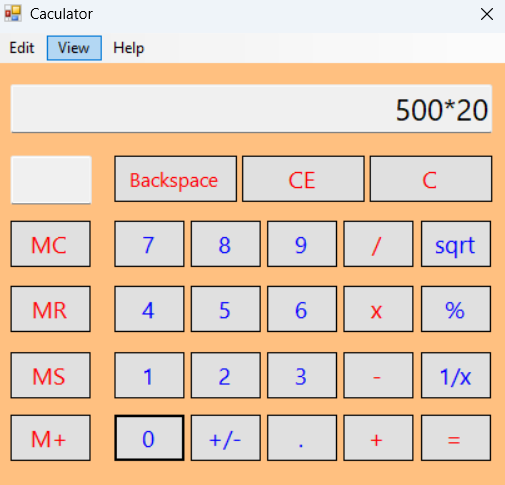 Caculator
Edit View Help
500*20
Backspace CE C
MC 7 8 9 / sqrt
MR 4 5 6 x %
MS 1 2 3 - 1/x
M+ 0 +/- . + =